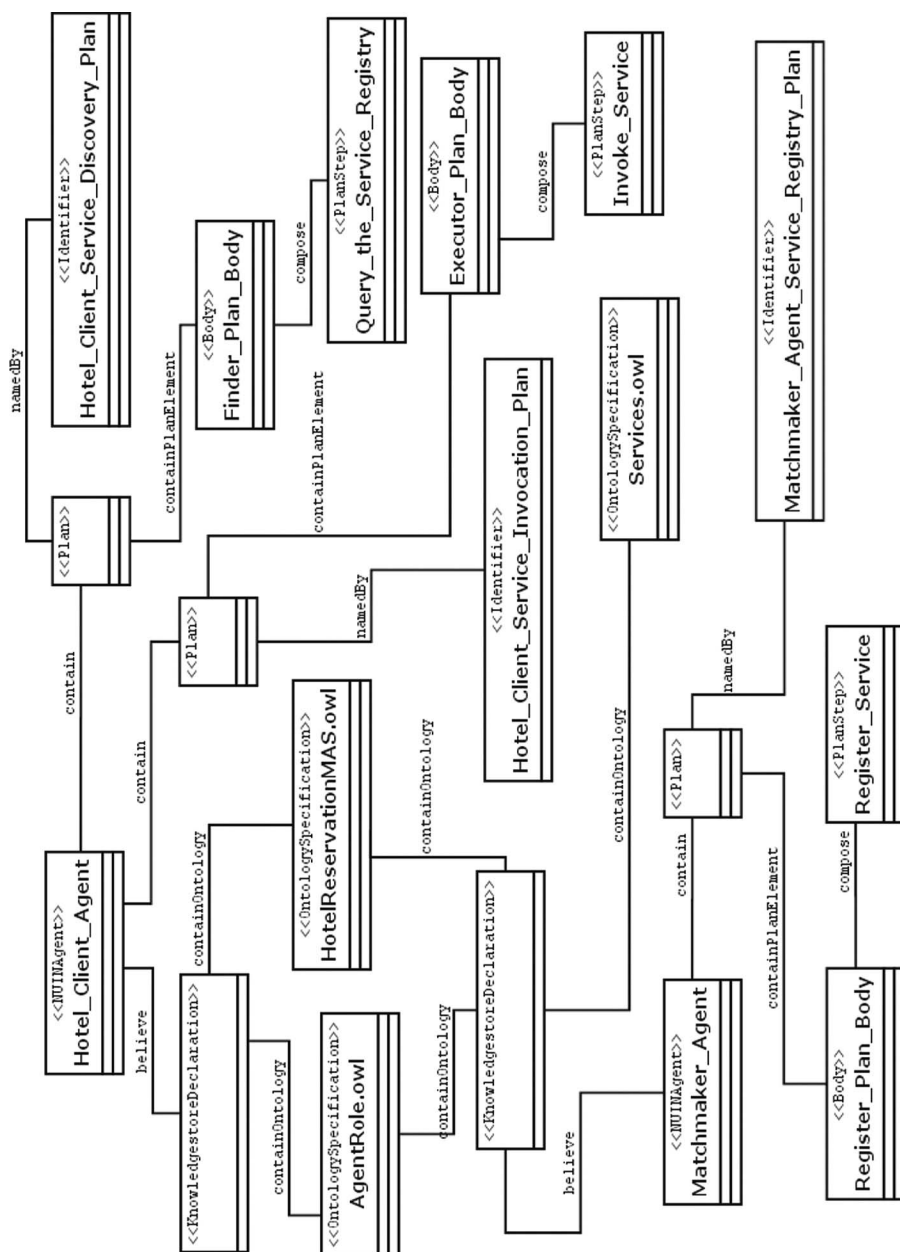 namedBy
<<NUINAgent>>
Hotel_Client_Agent
contain
<<Plan>>
<<Identifier>>
Hotel_Client_Service_Discovery_Plan
believe
contain
containPlanElement
<<KnowledgestoreDeclaration>>
containOntology
<<Plan>>
<<Body>>
Finder_Plan_Body
containOntology
compose
<<OntologySpecification>>
HotelReservationMAS.owl
containPlanElement
<<OntologySpecification>>
AgentRole.owl
<<PlanStep>>
Query_the_Service_Registry
namedBy
containOntology
containOntology
<<Body>>
Executor_Plan_Body
<<KnowledgestoreDeclaration>>
<<Identifier>>
Hotel_Client_Service_Invocation_Plan
compose
believe
<<PlanStep>>
Invoke_Service
containOntology
<<OntologySpecification>>
Services.owl
<<NUINAgent>>
Matchmaker_Agent
contain
<<Plan>>
namedBy
<<Identifier>>
Matchmaker_Agent_Service_Registry_Plan
containPlanElement
<<Body>>
Register_Plan_Body
compose
<<PlanStep>>
Register_Service